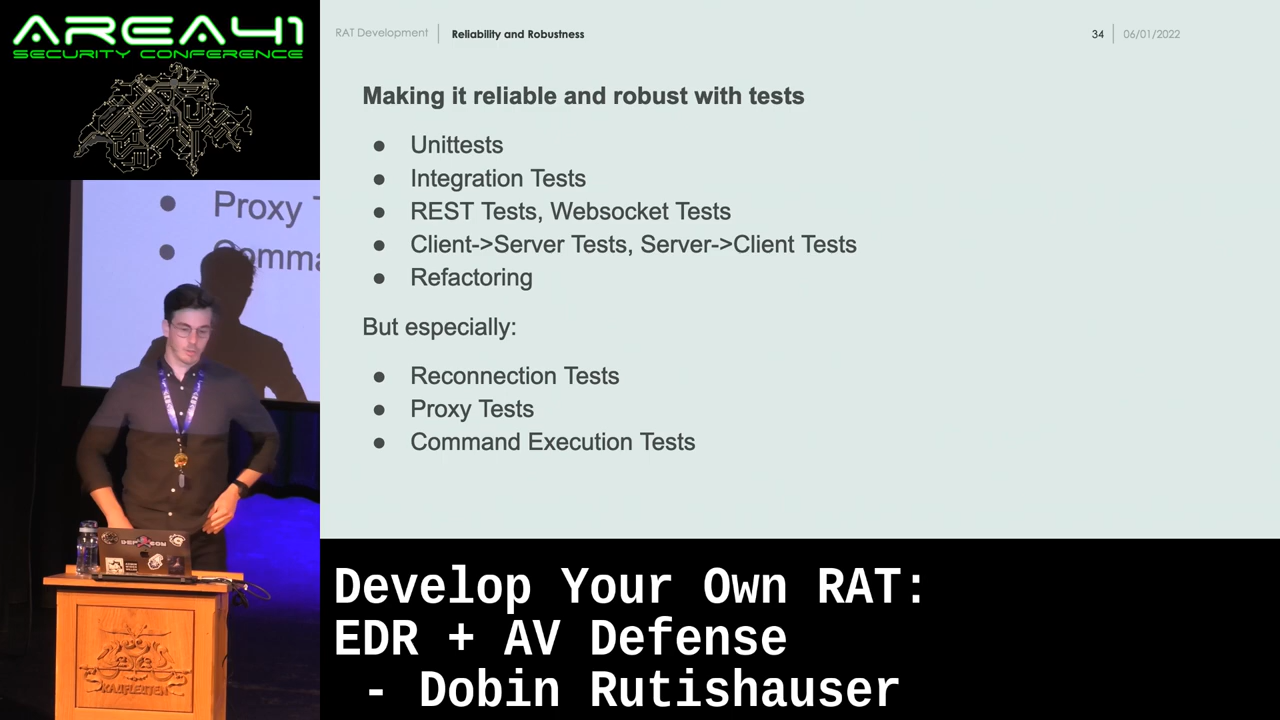 AREA41
SECURITY CONFERENCE
RAT Development
Reliability and Robustness
34
06/01/2022
Making it reliable and robust with tests
● Unittests
● Integration Tests
● REST Tests, Websocket Tests
● Client->Server Tests, Server->Client Tests
● Refactoring
But especially:
● Reconnection Tests
● Proxy Tests
● Command Execution Tests
● Proxy T
● Comma
KAUFLEUTEN
Develop Your Own RAT:
EDR + AV Defense
- Dobin Rutishauser